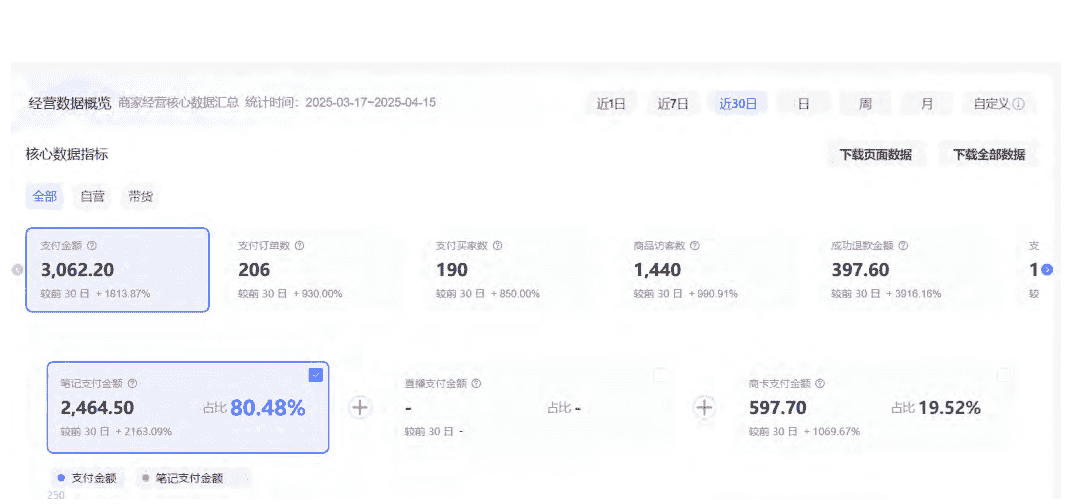 经营数据概览 商家经营核心数据汇总 统计时间：2025-03-17~2025-04-15 近1日 近7日 近30日 日 周 月 自定义
核心数据指标 下载页面数据 下载全部数据
全部 自营 带货
支付金额 支付订单数 支付买家数 商品访客数 成功退款金额 支
3,062.20 206 190 1,440 397.60 1
较前 30 日 + 1813.87% 较前 30 日 + 930.00% 较前 30 日 + 850.00% 较前 30 日 + 990.91% 较前 30 日 + 3916.16% 较
笔记支付金额 直播支付金额 商卡支付金额
2,464.50 占比 80.48% - 占比 - 597.70 占比 19.52%
较前 30 日 + 2163.09% 较前 30 日 - 较前 30 日 + 1069.67%
支付金额 笔记支付金额
250